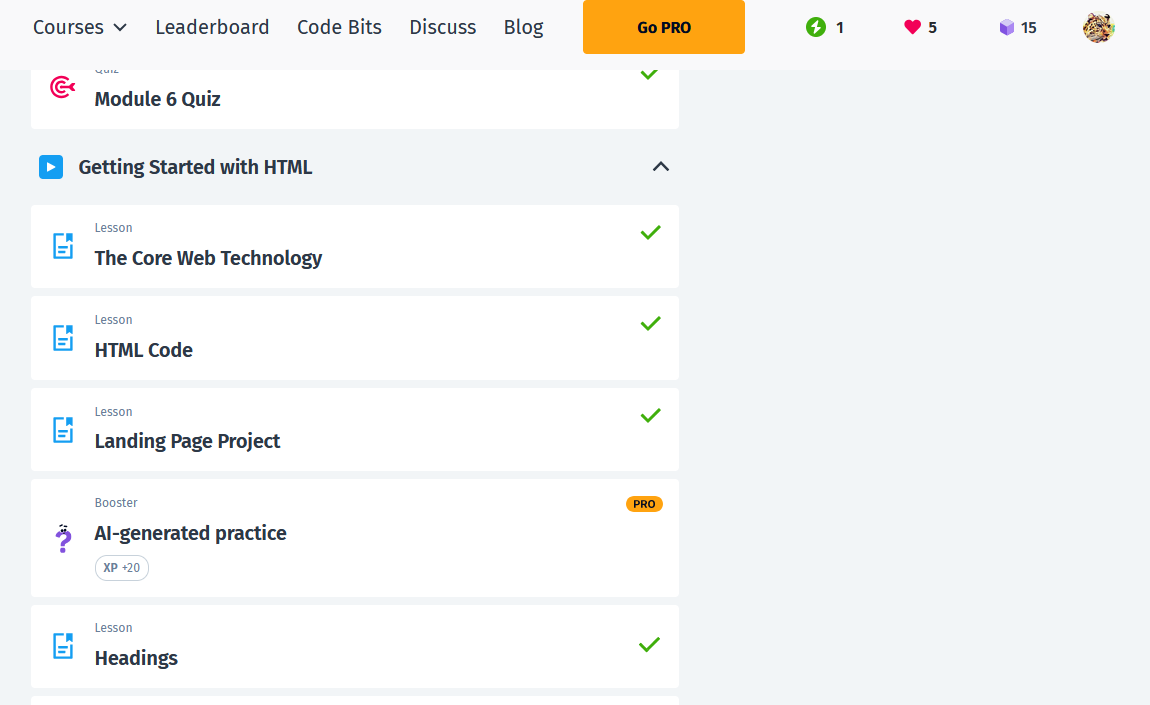 Courses Leaderboard Code Bits Discuss Blog Go PRO 1 5 15
Quiz
Module 6 Quiz
Getting Started with HTML
Lesson
The Core Web Technology
Lesson
HTML Code
Lesson
Landing Page Project
Booster PRO
AI-generated practice
XP +20
Lesson
Headings